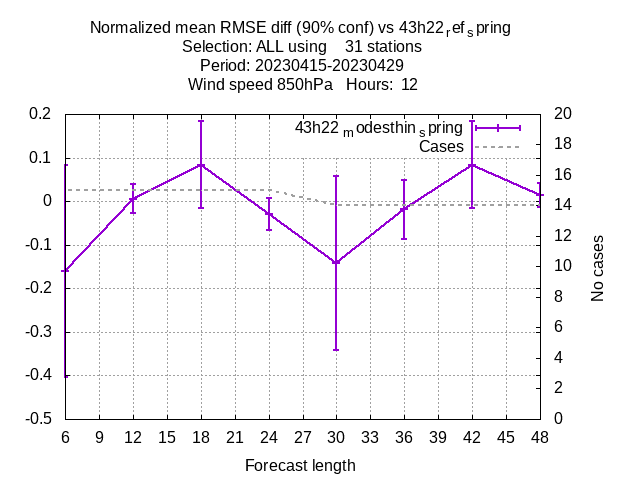 Normalized mean RMSE diff (90% conf) vs 43h22refspring
Selection: ALL using 31 stations
Period: 20230415-20230429
Wind speed 850hPa Hours: 12
43h22modesthinspring
Cases
0.2
0.1
0
-0.1
-0.2
-0.3
-0.4
-0.5
20
18
16
14
12
10
8
6
4
2
0
No cases
6 9 12 15 18 21 24 27 30 33 36 39 42 45 48
Forecast length